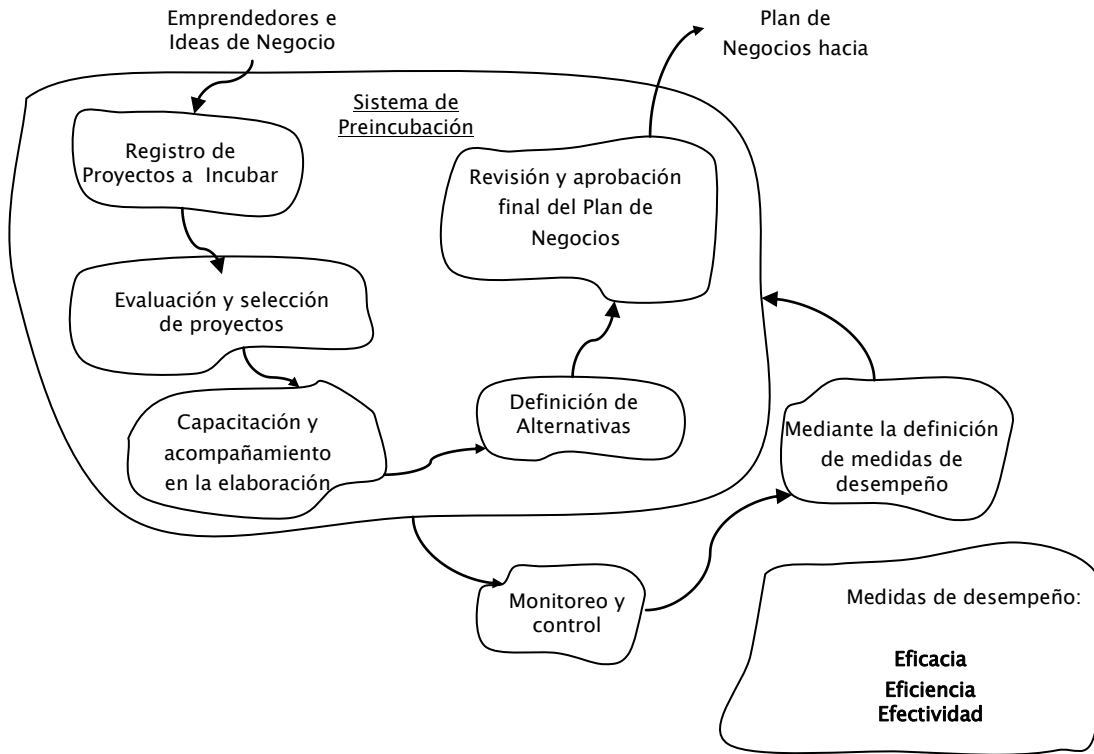 Emprendedores e
Ideas de Negocio
Plan de
Negocios hacia
Sistema de
Preincubación
Registro de
Proyectos a Incubar
Evaluación y selección
de proyectos
Capacitación y
acompañamiento
en la elaboración
Definición de
Alternativas
Revisión y aprobación
final del Plan de
Negocios
Monitoreo y
control
Mediante la definición
de medidas de
desempeño
Medidas de desempeño:
Eficacia
Eficiencia
Efectividad